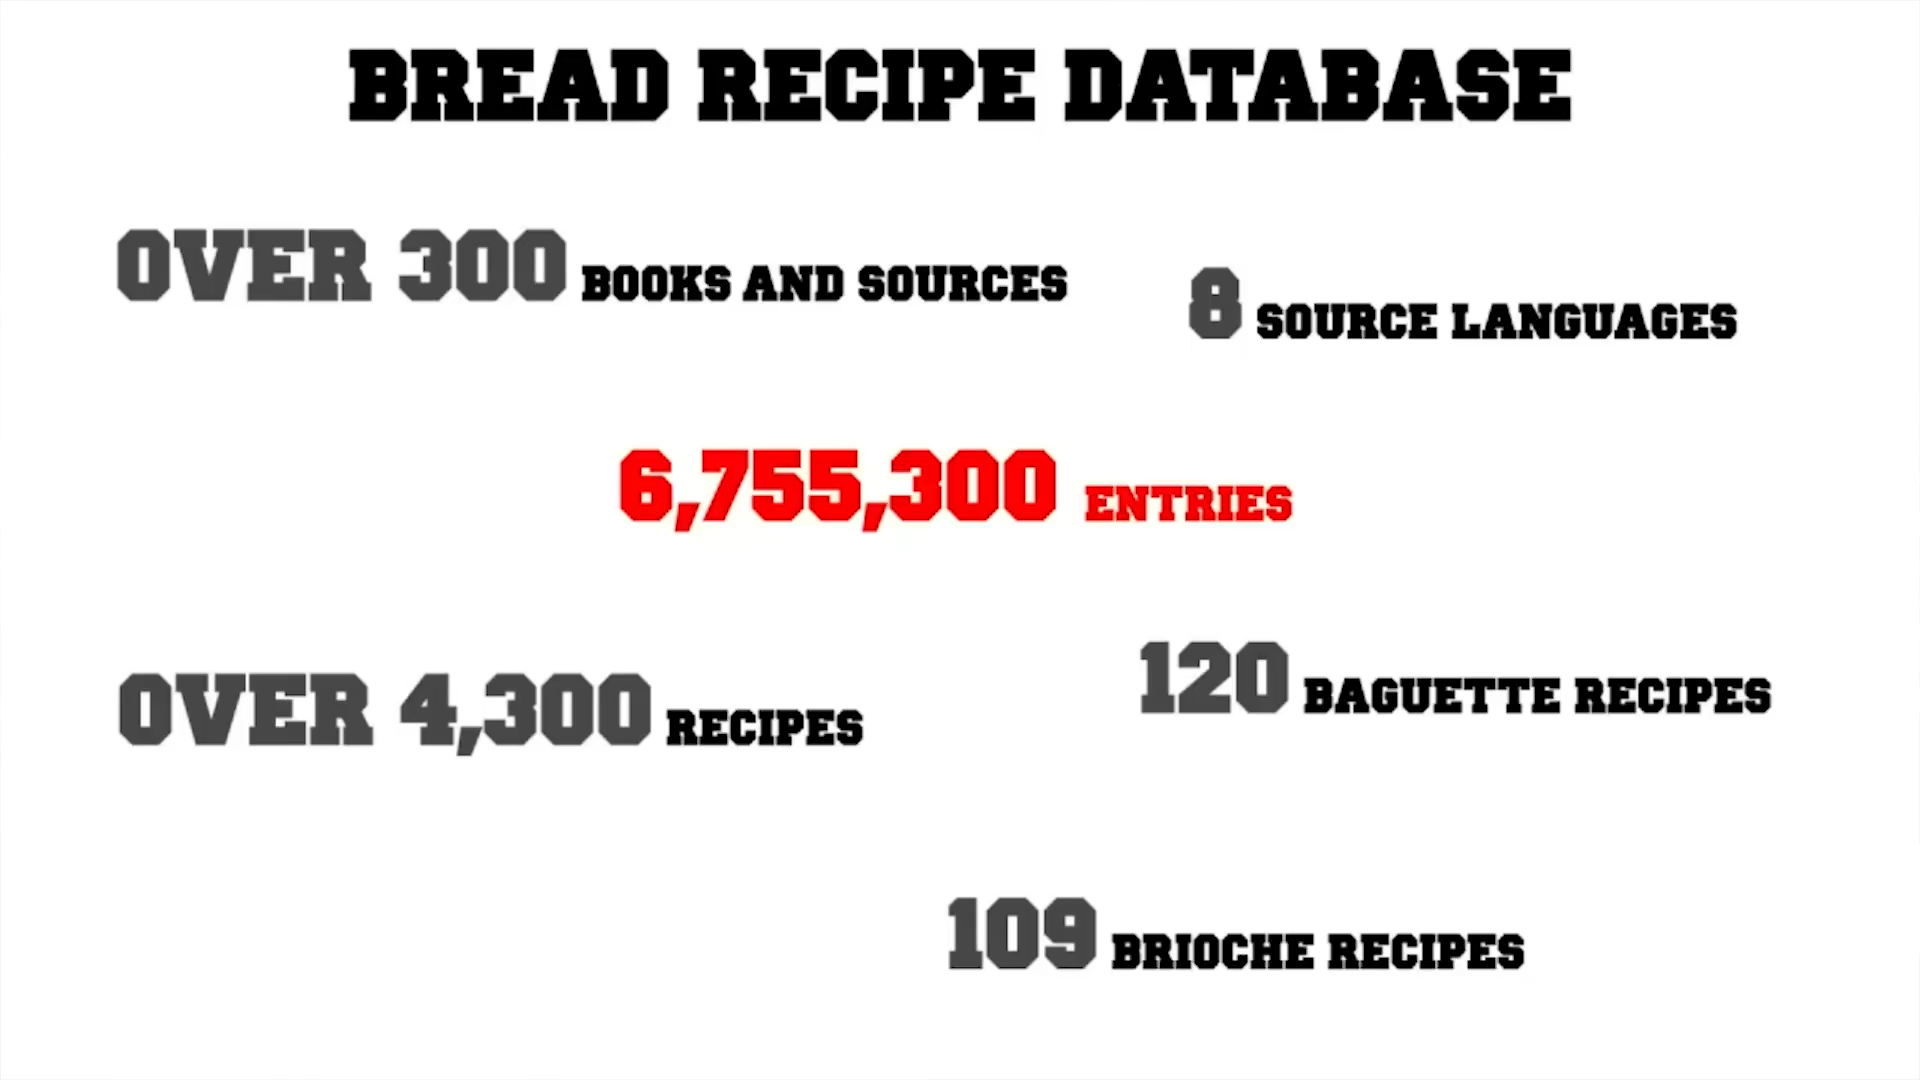 BREAD RECIPE DATABASE
OVER 300 BOOKS AND SOURCES
8 SOURCE LANGUAGES
6,755,300 ENTRIES
OVER 4,300 RECIPES
120 BAGUETTE RECIPES
109 BRIOCHE RECIPES